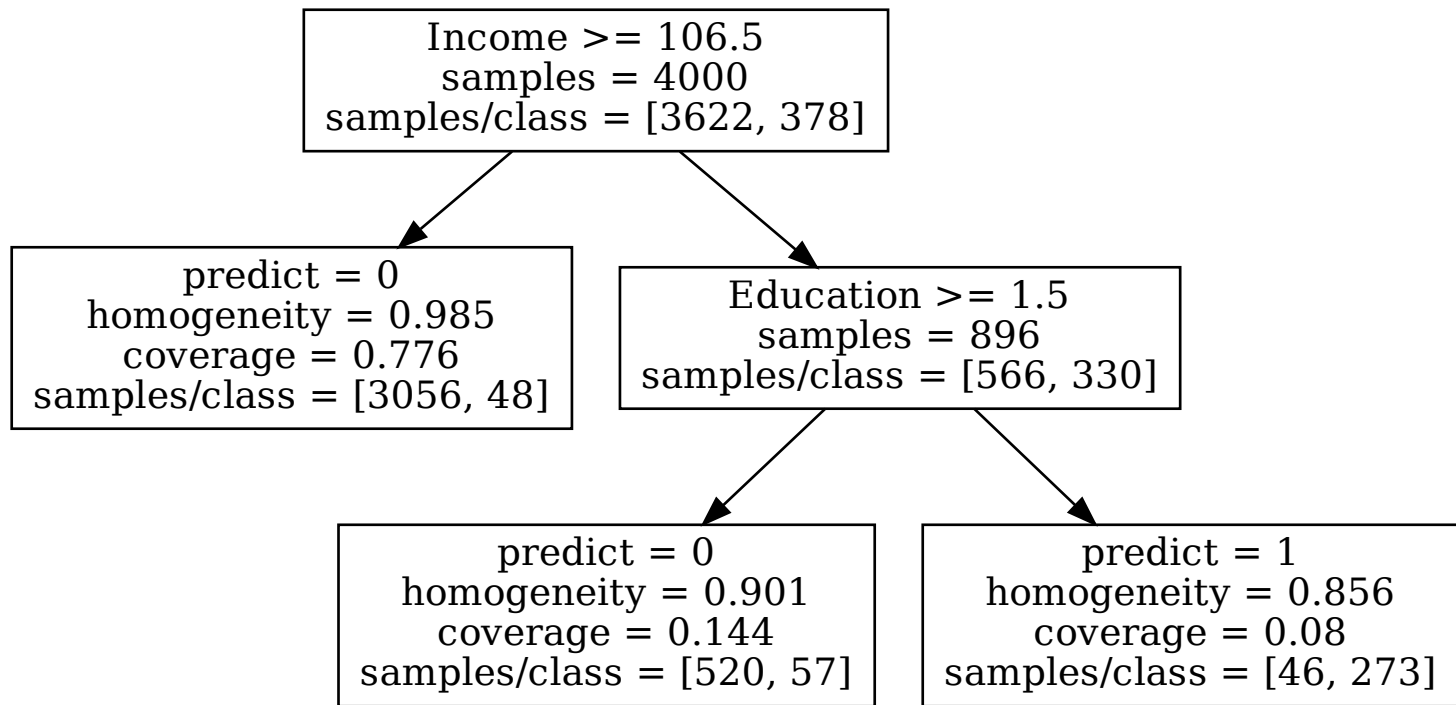 Income >= 106.5
samples = 4000
samples/class = [3622, 378]
predict = 0
homogeneity = 0.985
coverage = 0.776
samples/class = [3056, 48]
Education >= 1.5
samples = 896
samples/class = [566, 330]
predict = 0
homogeneity = 0.901
coverage = 0.144
samples/class = [520, 57]
predict = 1
homogeneity = 0.856
coverage = 0.08
samples/class = [46, 273]